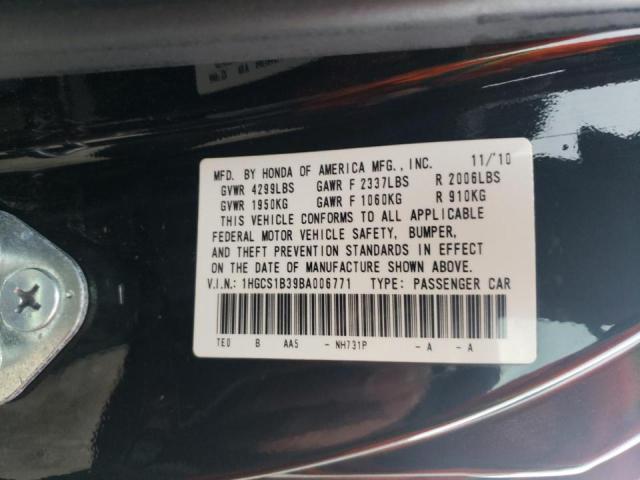 MFD. BY HONDA OF AMERICA MFG., INC. 11/'10
GVWR 4299LBS GAWR F 2337LBS R 2006LBS
GVWR 1950KG GAWR F 1060KG R 910KG
THIS VEHICLE CONFORMS TO ALL APPLICABLE
FEDERAL MOTOR VEHICLE SAFETY, BUMPER,
AND THEFT PREVENTION STANDARDS IN EFFECT
ON THE DATE OF MANUFACTURE SHOWN ABOVE.
V.I.N.: 1HGCS1B39BA006771 TYPE: PASSENGER CAR
TE0 B AA5 - NH731P - A - A